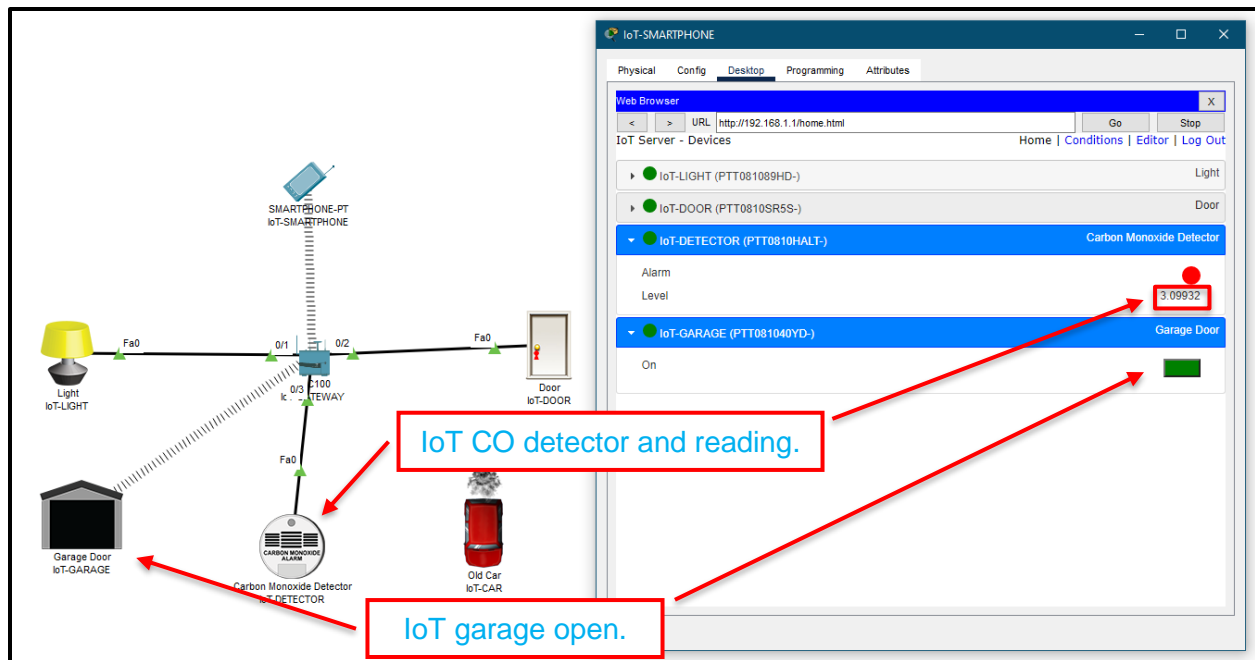 SMARTPHONE-PT
IoT-SMARTPHONE
Fa0
0/1
0/2
Fa0
Light
IoT-LIGHT
0/3
C100
TEWAY
Door
IoT-DOOR
Fa0
Garage Door
IoT-GARAGE
CARBON MONOXIDE
ALARM
Carbon Monoxide Detector
IoT-DETECTOR
Old Car
IoT-CAR
IoT CO detector and reading.
IoT garage open.
IoT-SMARTPHONE
Physical Config Desktop Programming Attributes
Web Browser X
< > URL http://192.168.1.1/home.html Go Stop
IoT Server - Devices Home | Conditions | Editor | Log Out
IoT-LIGHT (PTT081089HD-) Light
IoT-DOOR (PTT0810SR5S-) Door
IoT-DETECTOR (PTT0810HALT-) Carbon Monoxide Detector
Alarm
Level 3.09932
IoT-GARAGE (PTT081040YD-) Garage Door
On